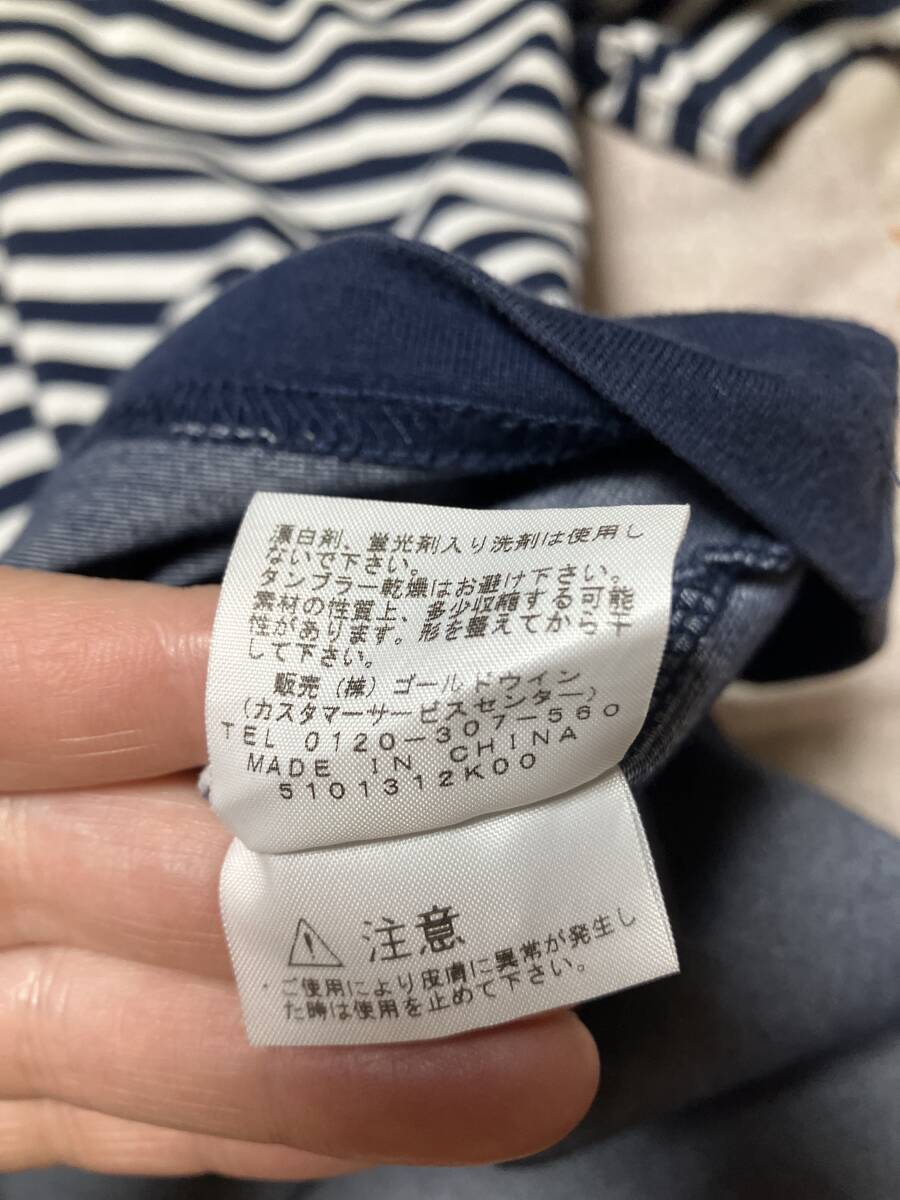 漂白剤、蛍光剤入り洗剤は使用し
ないで下さい。
タンブラー乾燥はお避け下さい。
素材の性質上、多少収縮する可能
性があります。形を整えてから干
して下さい。
販売（株）ゴールドウイン
（カスタマーサービスセンター）
TEL 0120-307-560
MADE IN CHINA
5101312K00
注意
・ご使用により皮膚に異常が発生し
た時は使用を止めて下さい。